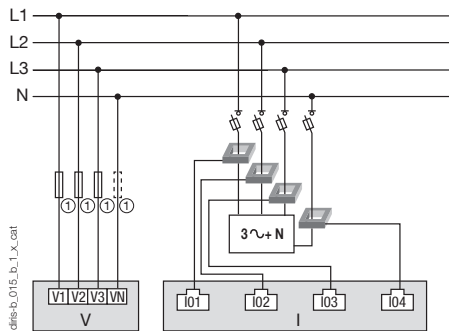 L1
L2
L3
N
1 1 1 1
3∿+ N
V1 V2 V3 VN
V
I01 I02 I03 I04
I
diris-b_015_b_1_x_cat